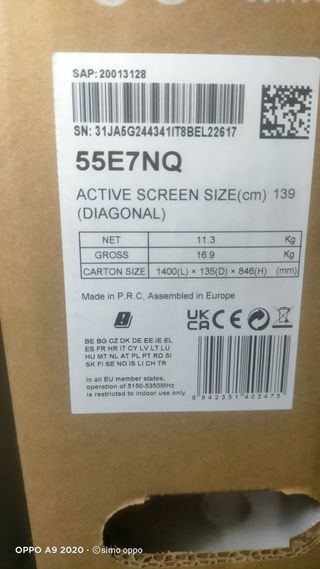 SAP: 20013128
SN: 31JA5G244341IT8BEL22617
55E7NQ
ACTIVE SCREEN SIZE(cm) 139
(DIAGONAL)
NET 11.3 Kg
GROSS 16.9 Kg
CARTON SIZE 1400(L) × 135(D) × 846(H) (mm)
Made in P.R.C, Assembled in Europe
UK
CA CE
BE BG CZ DK DE EE IE EL
ES FR HR IT CY LV LT LU
HU MT NL AT PL PT RO SI
SK FI SE NO IS LI CH TR
In all EU member states,
operation of 5150-5350MHz
is restricted to indoor use only.
6 942351 402475
OPPO A9 2020 · ©simo oppo